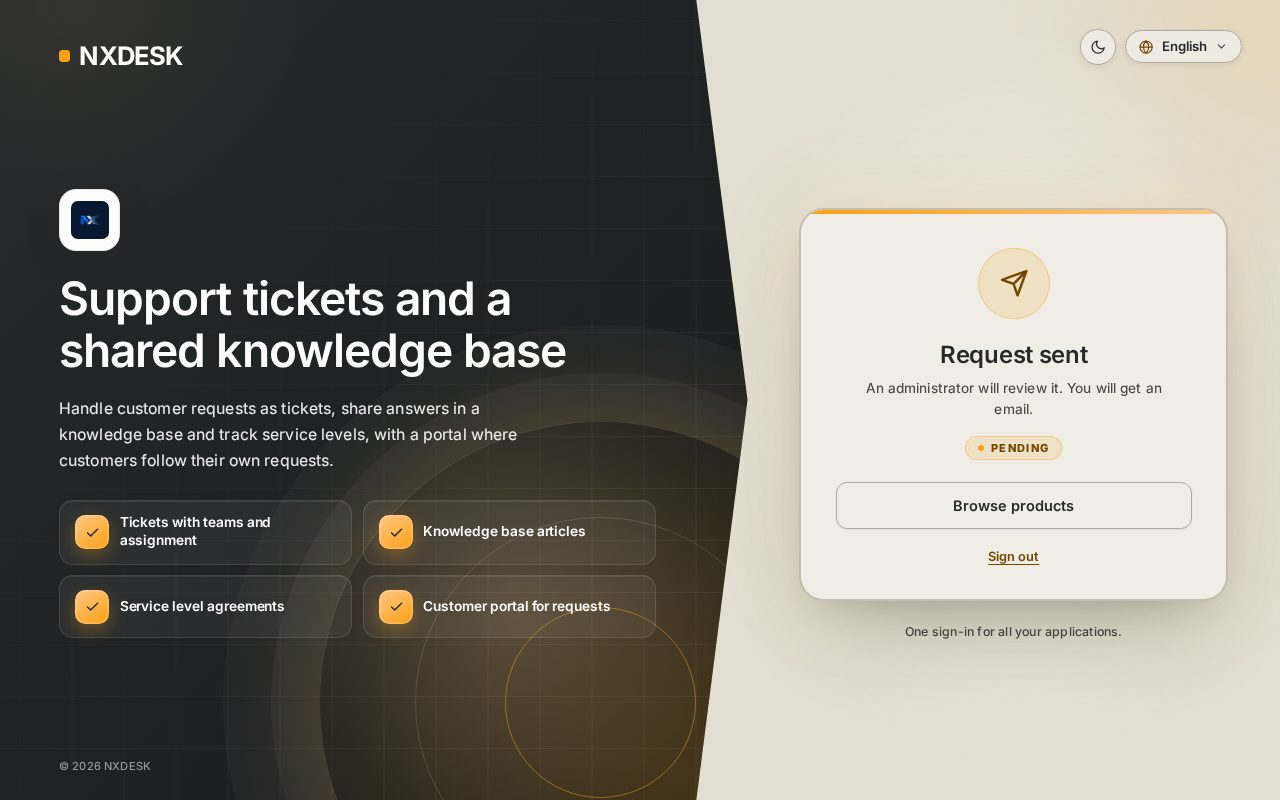 NXDESK
English
NX
Support tickets and a
shared knowledge base
Handle customer requests as tickets, share answers in a
knowledge base and track service levels, with a portal where
customers follow their own requests.
Tickets with teams and
assignment
Knowledge base articles
Service level agreements
Customer portal for requests
© 2026 NXDESK
Request sent
An administrator will review it. You will get an
email.
PENDING
Browse products
Sign out
One sign-in for all your applications.